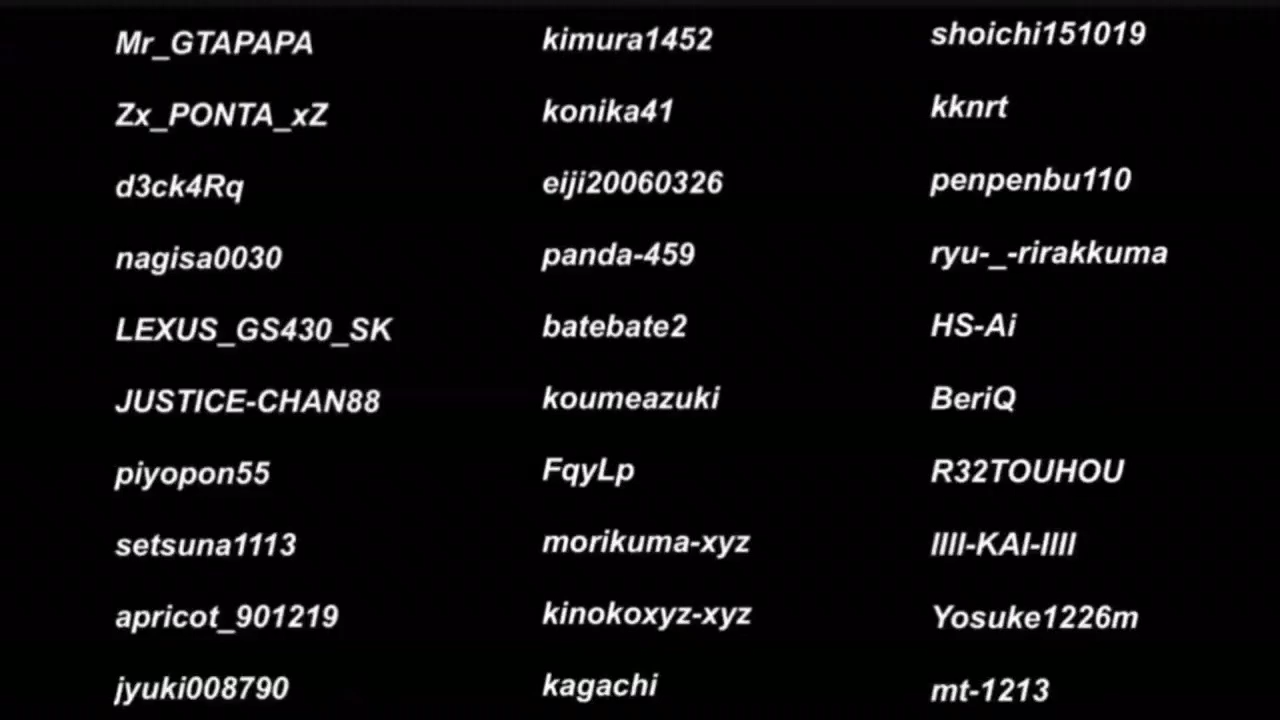 Mr_GTAPAPA
Zx_PONTA_xZ
d3ck4Rq
nagisa0030
LEXUS_GS430_SK
JUSTICE-CHAN88
piyopon55
setsuna1113
apricot_901219
jyuki008790
kimura1452
konika41
eiji20060326
panda-459
batebate2
koumeazuki
FqyLp
morikuma-xyz
kinokoxyz-xyz
kagachi
shoichi151019
kknrt
penpenbu110
ryu-_-rirakkuma
HS-Ai
BeriQ
R32TOUHOU
IIII-KAI-IIII
Yosuke1226m
mt-1213